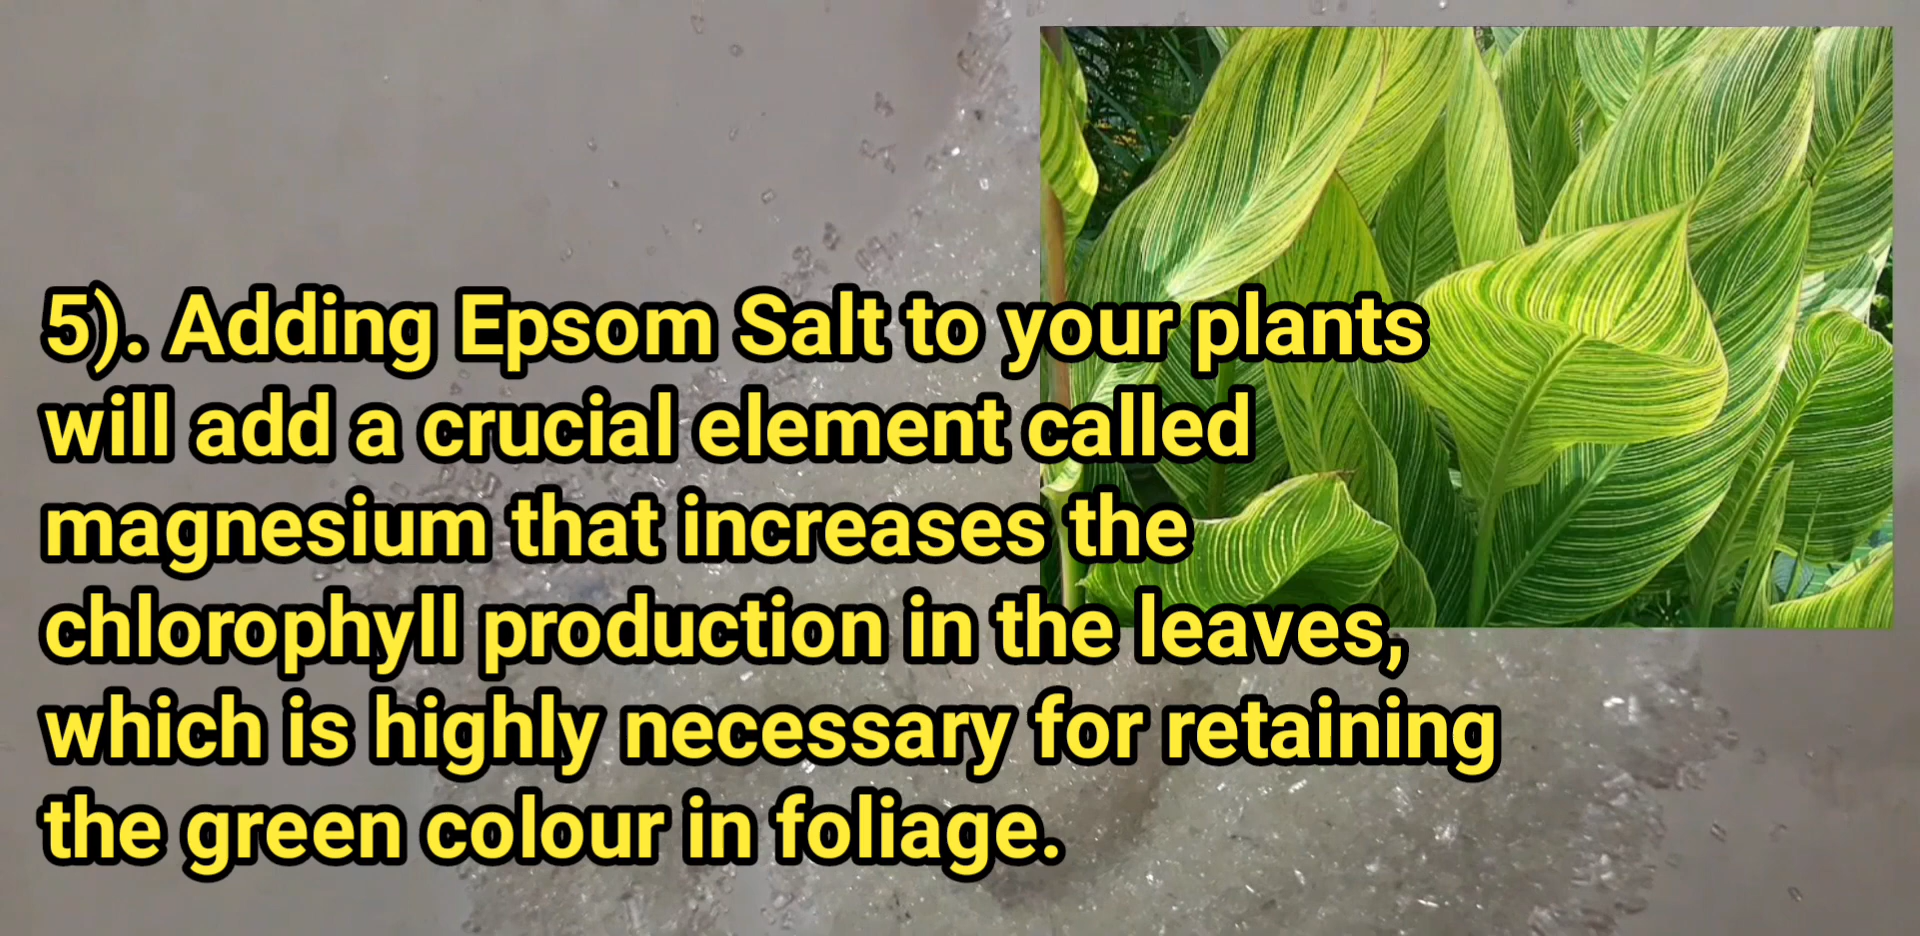 5). Adding Epsom Salt to your plants
will add a crucial element called
magnesium that increases the
chlorophyll production in the leaves,
which is highly necessary for retaining
the green colour in foliage.